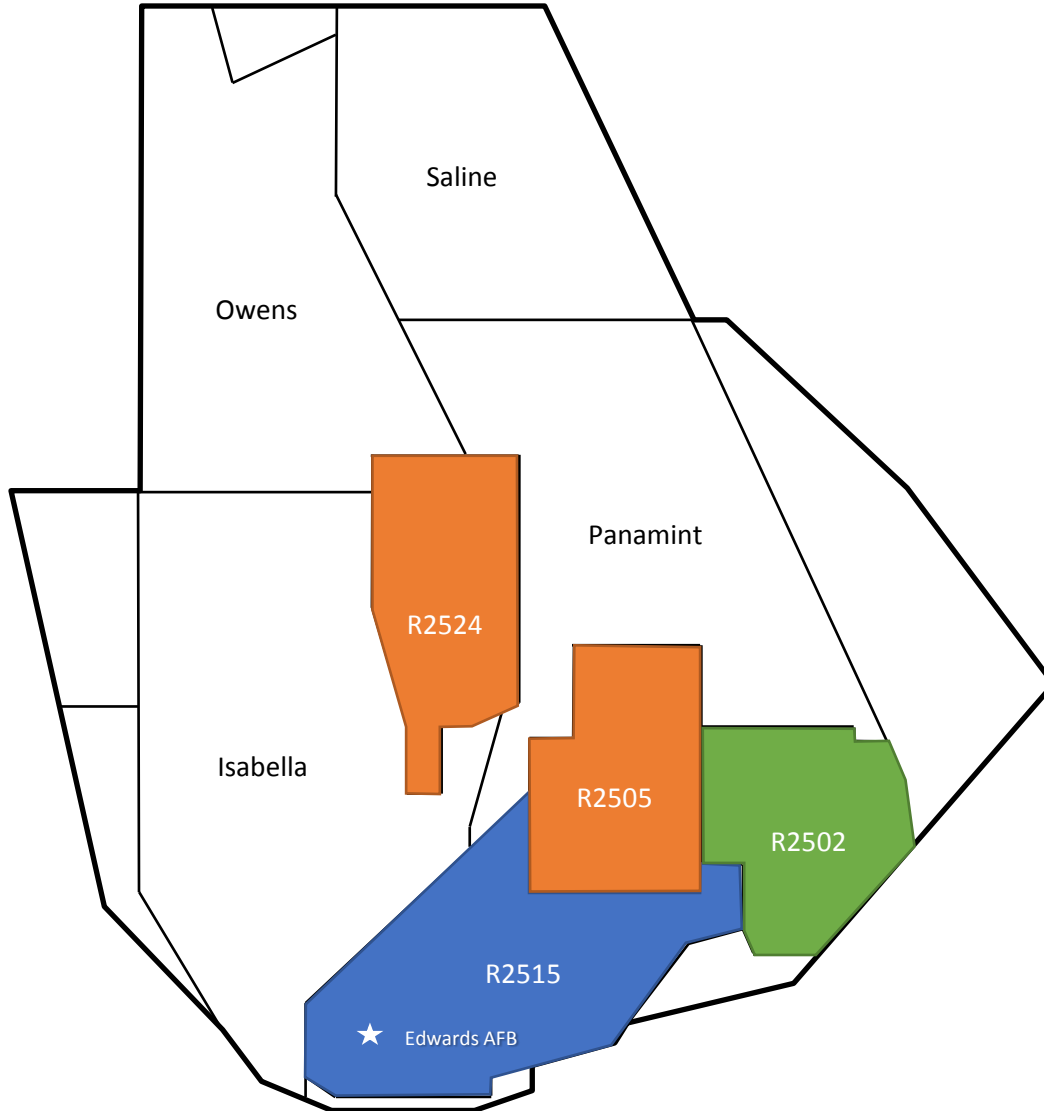 Saline
Owens
Panamint
R2524
Isabella
R2505
R2502
R2515
Edwards AFB